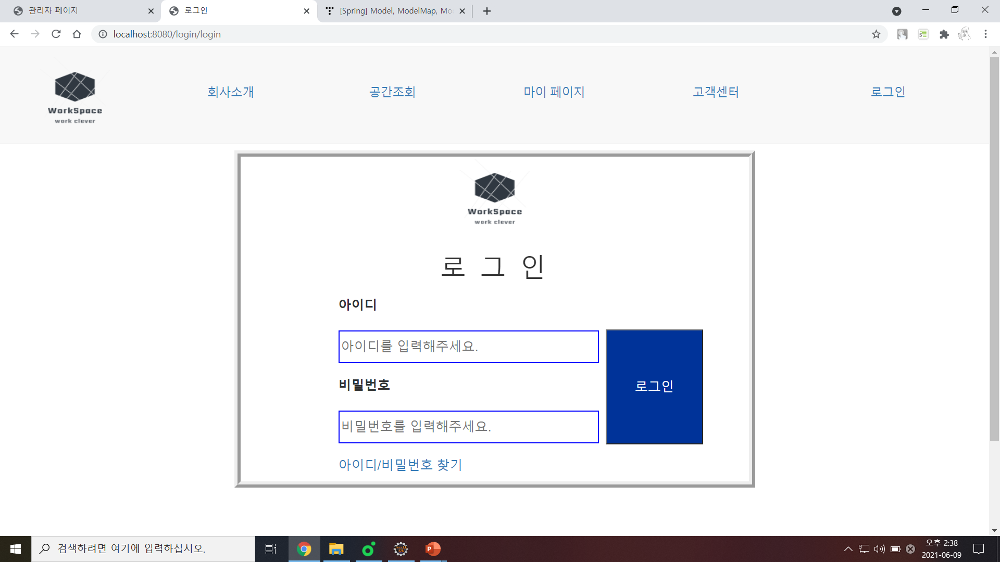 관리자 페이지
로그인
[Spring] Model, ModelMap, Mo
localhost:8080/login/login
WorkSpace
work clever
회사소개
공간조회
마이 페이지
고객센터
로그인
WorkSpace
work clever
로 그 인
아이디
아이디를 입력해주세요.
비밀번호
비밀번호를 입력해주세요.
로그인
아이디/비밀번호 찾기
검색하려면 여기에 입력하십시오.
오후 2:38
2021-06-09